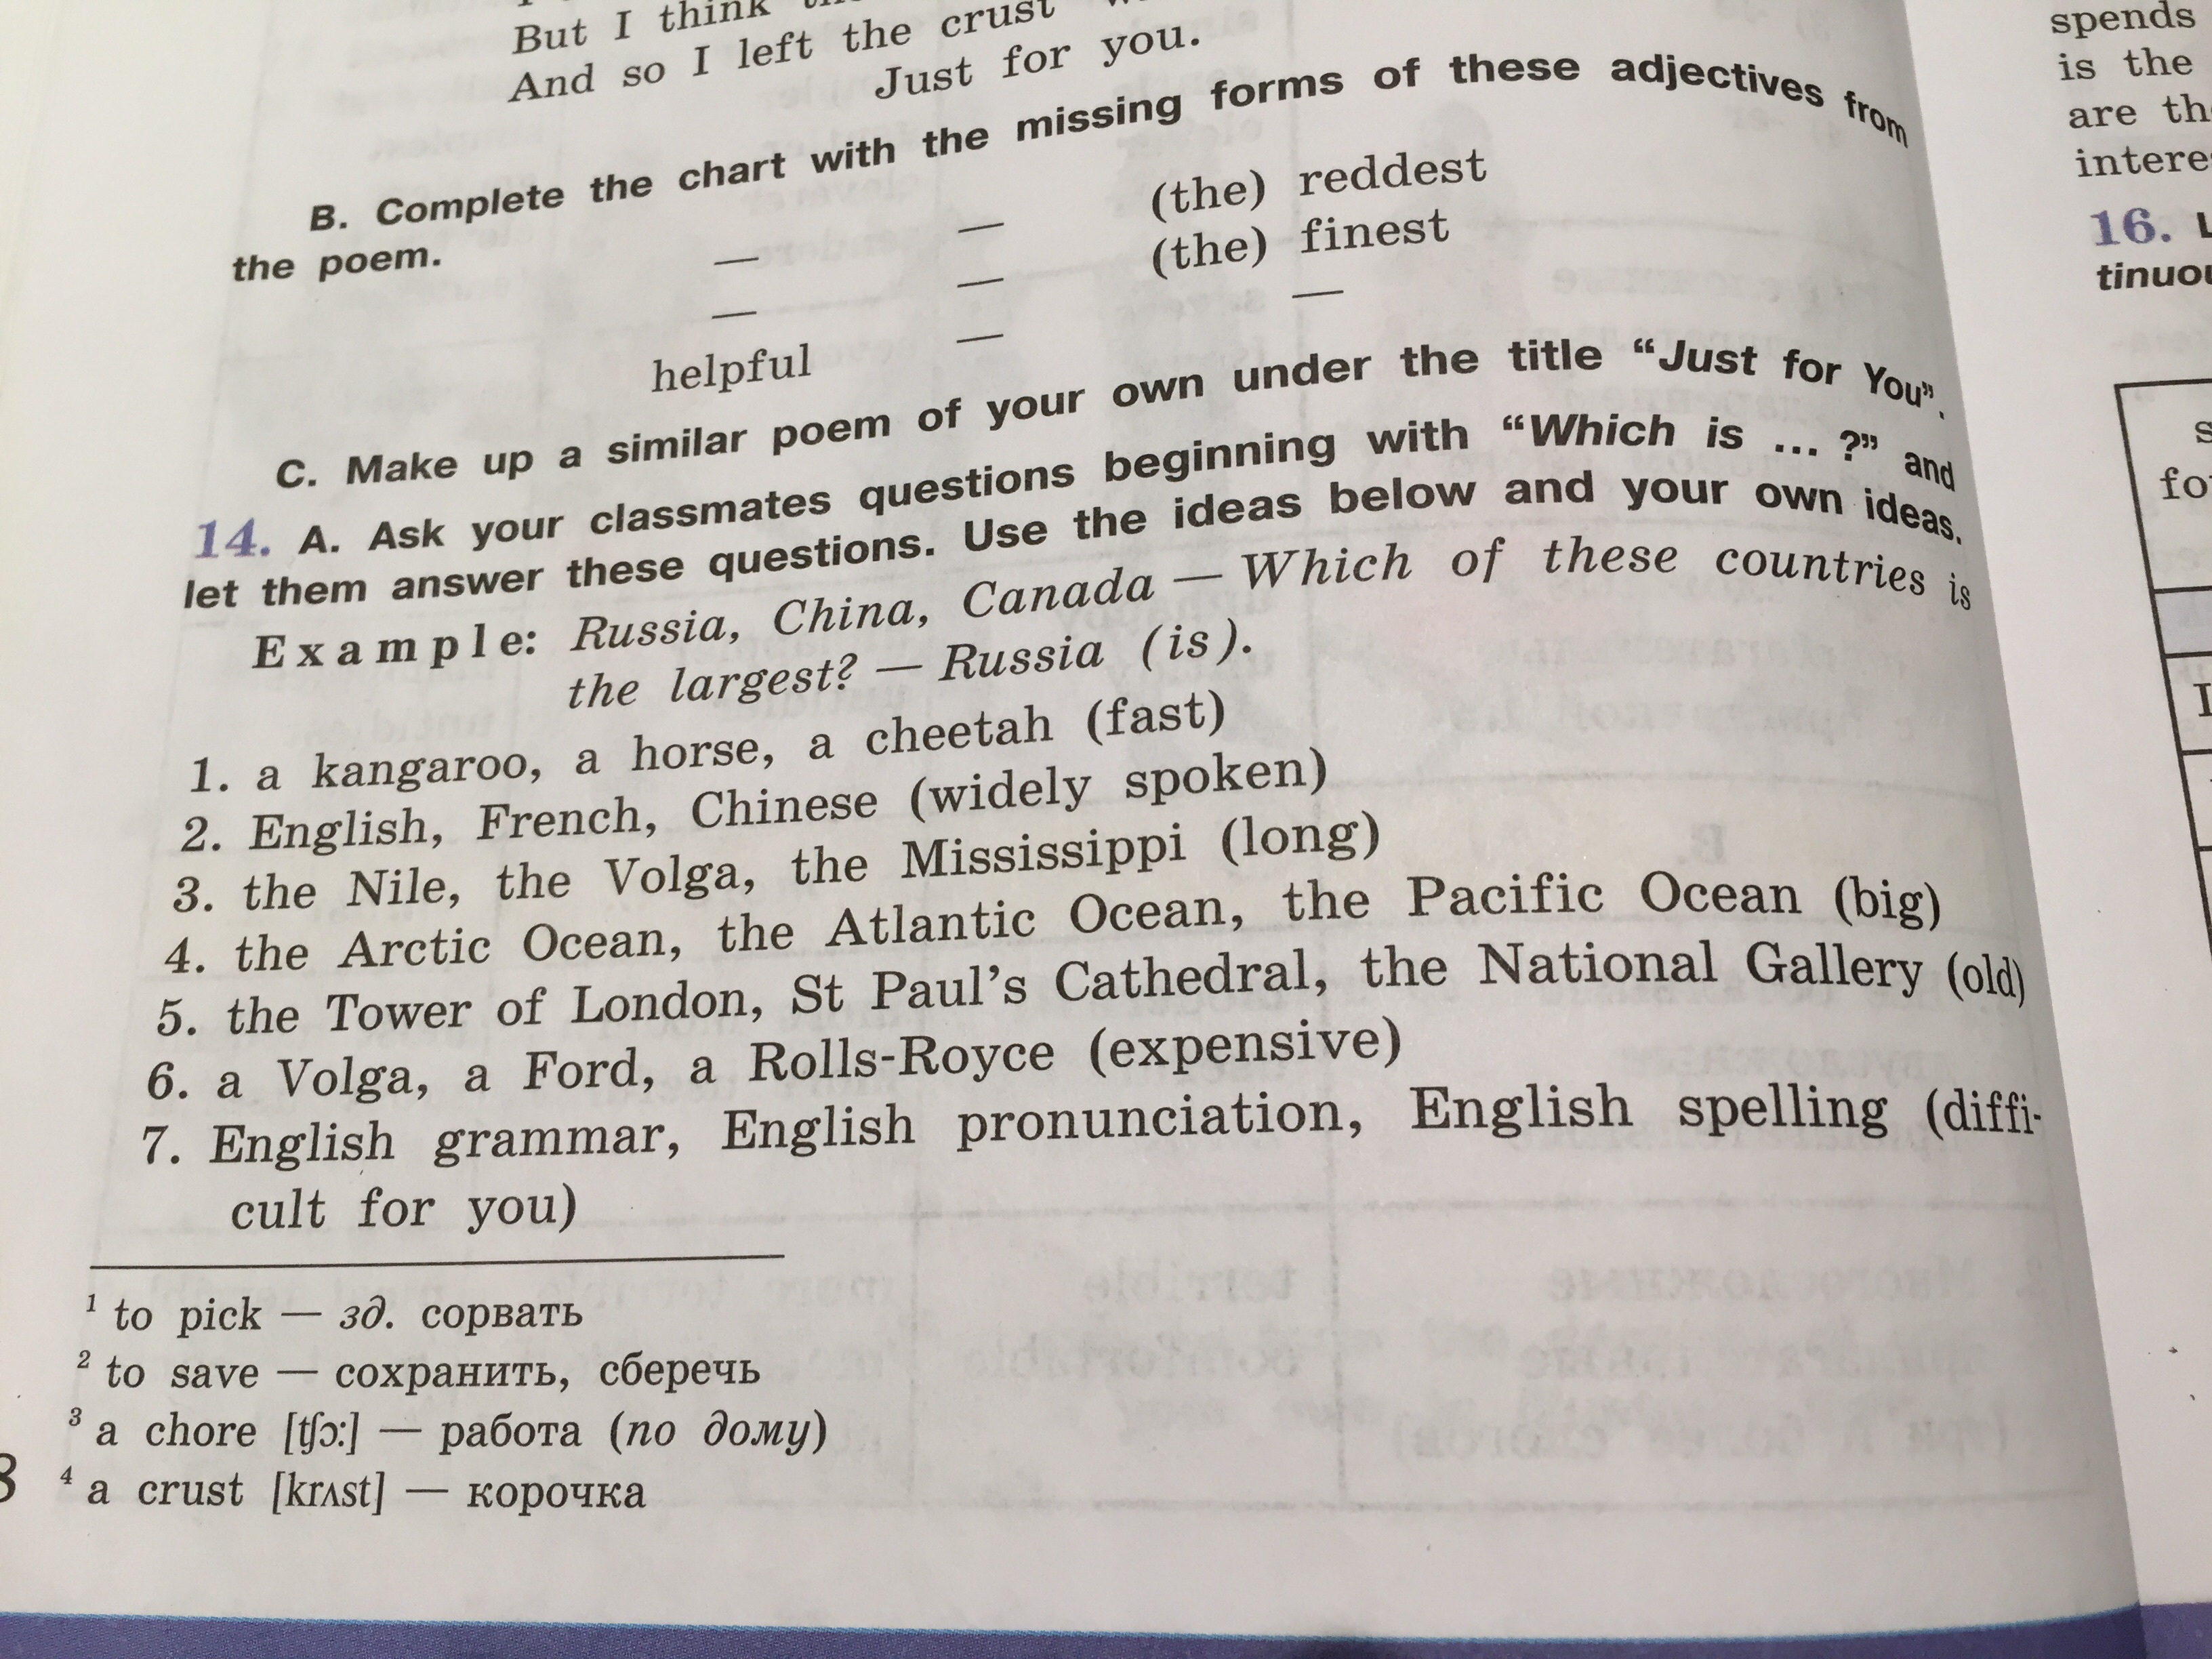 But I think
And so I left the crust
Just for you.
B. Complete the chart with the missing forms of these adjectives from
the poem.
— — (the) reddest
— — (the) finest
helpful — —
C. Make up a similar poem of your own under the title “Just for You”.
14. A. Ask your classmates questions beginning with “Which is ... ?” and
let them answer these questions. Use the ideas below and your own ideas.
Example: Russia, China, Canada — Which of these countries is
the largest? — Russia (is).
1. a kangaroo, a horse, a cheetah (fast)
2. English, French, Chinese (widely spoken)
3. the Nile, the Volga, the Mississippi (long)
4. the Arctic Ocean, the Atlantic Ocean, the Pacific Ocean (big)
5. the Tower of London, St Paul’s Cathedral, the National Gallery (old)
6. a Volga, a Ford, a Rolls-Royce (expensive)
7. English grammar, English pronunciation, English spelling (diffi-
cult for you)
1 to pick — зд. сорвать
2 to save — сохранить, сберечь
3 a chore [tʃɔ:] — работа (по дому)
4 a crust [krʌst] — корочка
spends
is the
are
16.